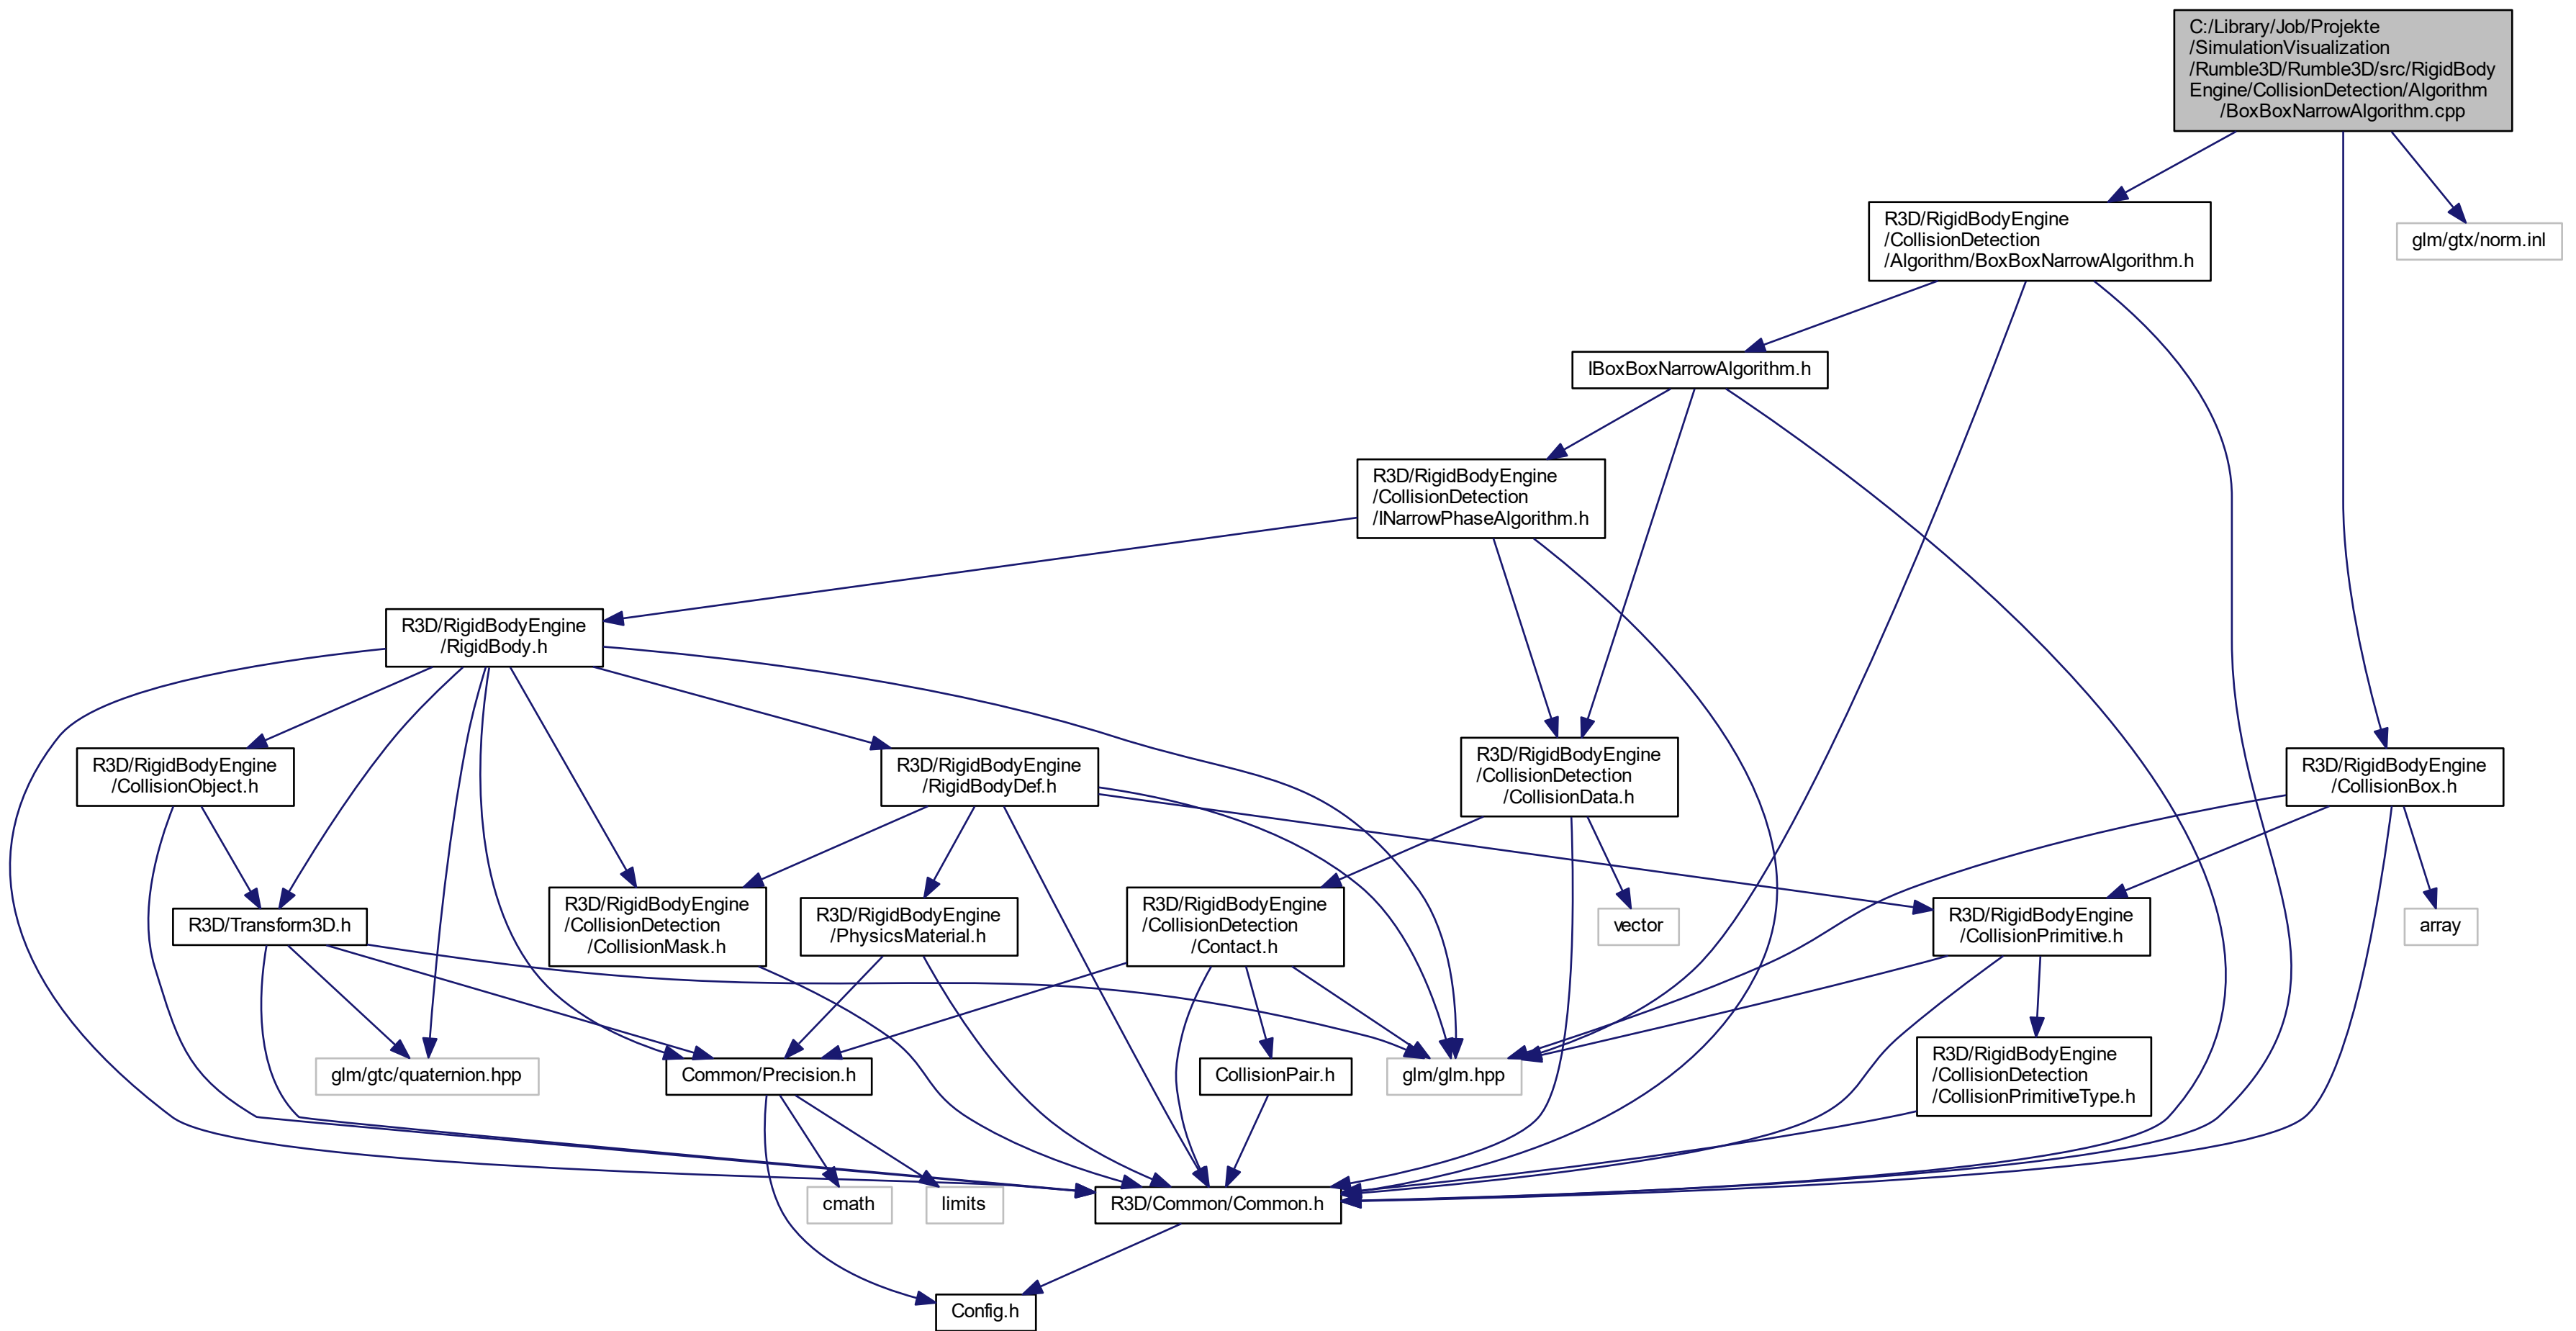 C:/Library/Job/Projekte
/SimulationVisualization
/Rumble3D/Rumble3D/src/RigidBody
Engine/CollisionDetection/Algorithm
/BoxBoxNarrowAlgorithm.cpp
R3D/RigidBodyEngine
/CollisionDetection
/Algorithm/BoxBoxNarrowAlgorithm.h
glm/gtx/norm.inl
IBoxBoxNarrowAlgorithm.h
R3D/RigidBodyEngine
/CollisionDetection
/INarrowPhaseAlgorithm.h
R3D/RigidBodyEngine
/RigidBody.h
R3D/RigidBodyEngine
/CollisionObject.h
R3D/RigidBodyEngine
/RigidBodyDef.h
R3D/RigidBodyEngine
/CollisionDetection
/CollisionData.h
R3D/RigidBodyEngine
/CollisionBox.h
R3D/Transform3D.h
R3D/RigidBodyEngine
/CollisionDetection
/CollisionMask.h
R3D/RigidBodyEngine
/PhysicsMaterial.h
R3D/RigidBodyEngine
/CollisionDetection
/Contact.h
vector
R3D/RigidBodyEngine
/CollisionPrimitive.h
array
glm/gtc/quaternion.hpp
Common/Precision.h
CollisionPair.h
glm/glm.hpp
R3D/RigidBodyEngine
/CollisionDetection
/CollisionPrimitiveType.h
cmath
limits
R3D/Common/Common.h
Config.h